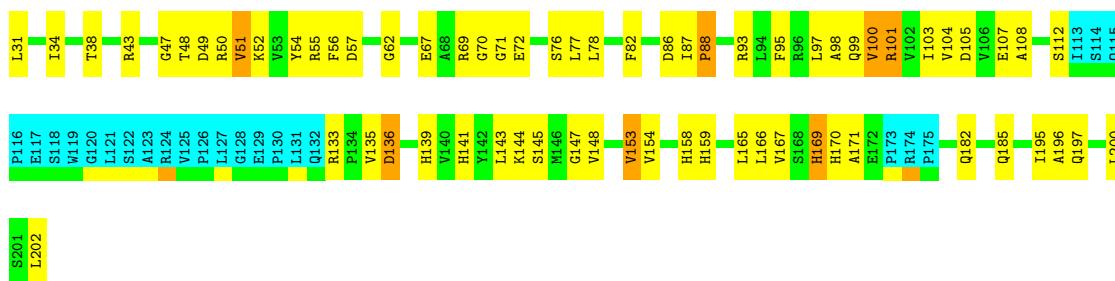 L31 I34 T38 R43 G47 T48 D49 R50 V51 K52 V53 Y54 R55 F56 D57 G62 E67 A68 R69 G70 G71 E72 S76 L77 L78 F82 D86 I87 P88 R93 L94 F95 R96 L97 A98 Q99 V100 R101 V102 I103 V104 D105 V106 E107 A108 S112 I113 S114
P116 E117 S118 W119 G120 L121 S122 A123 R124 V125 P126 L127 G128 E129 P130 L131 Q132 R133 P134 V135 D136 H139 V140 H141 Y142 L143 K144 S145 M146 G147 V148 V153 V154 H158 H159 L165 L166 V167 S168 H169 H170 A171 E172 P173 R174 P175 Q182 Q185 I195 A196 Q197
S201 L202